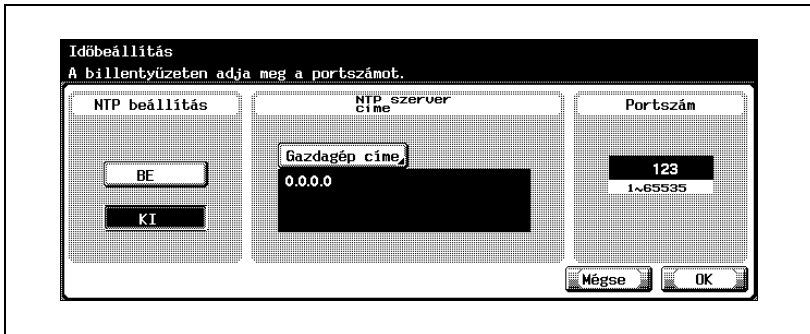 Időbeállítás
A billentyűzeten adja meg a portszámot.
NTP beállítás
NTP szerver
címe
Portszám
Gazdagép címe
BE
0.0.0.0
123
1~65535
KI
Mégse
OK